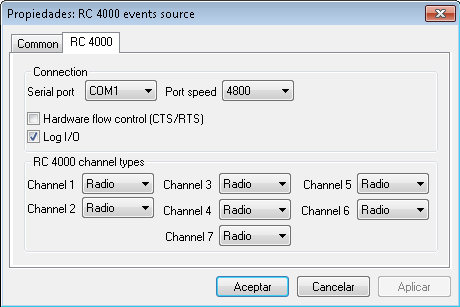 Propiedades: RC 4000 events source
Common RC 4000
Connection
Serial port COM1 Port speed 4800
Hardware flow control (CTS/RTS)
Log I/O
RC 4000 channel types
Channel 1 Radio Channel 3 Radio Channel 5 Radio
Channel 2 Radio Channel 4 Radio Channel 6 Radio
Channel 7 Radio
Aceptar Cancelar Aplicar